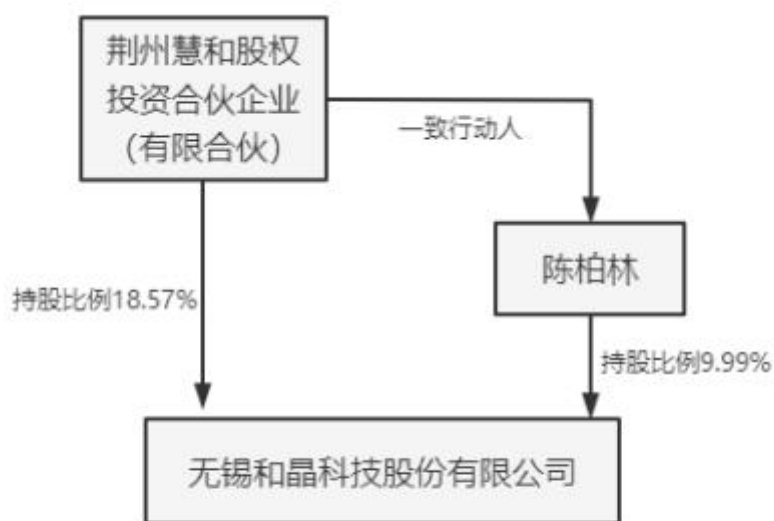 荆州慧和股权
投资合伙企业
（有限合伙）
一致行动人
陈柏林
持股比例18.57%
持股比例9.99%
无锡和晶科技股份有限公司